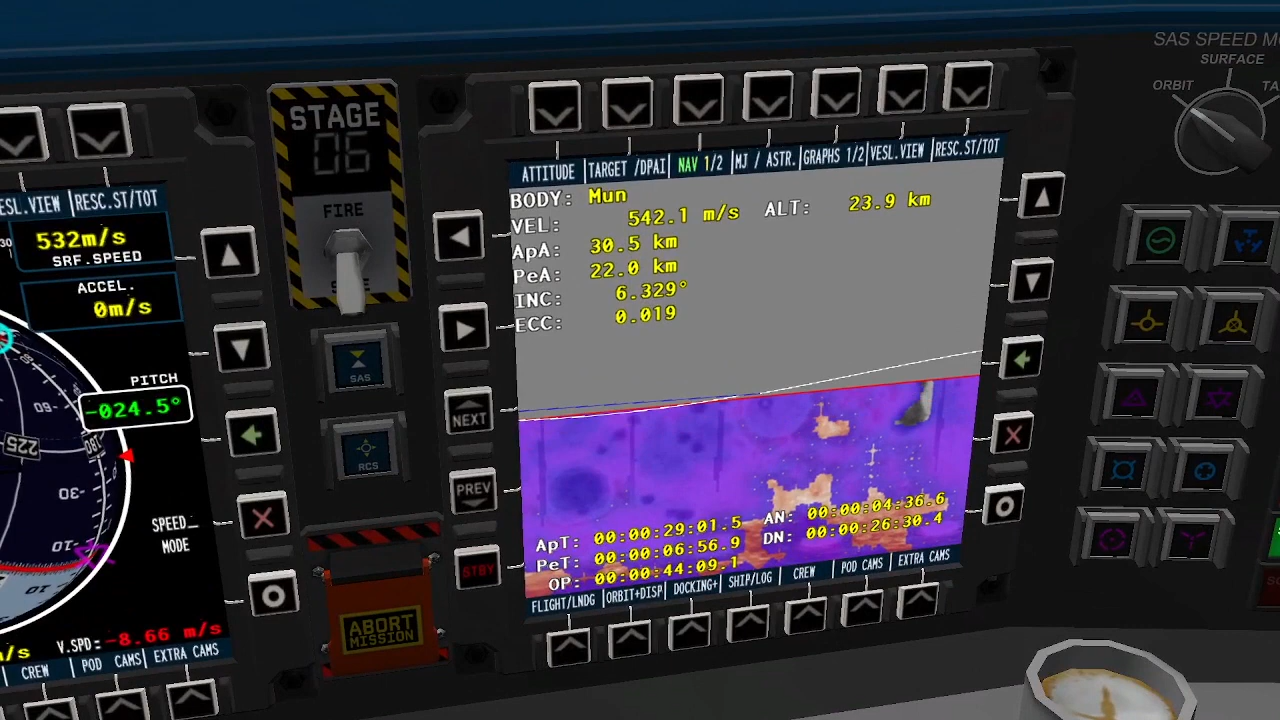 SAS SPEED
SURFACE
ORBIT
STAGE
06
FIRE
SAS
RCS
ABORT
MISSION
VESL.VIEW
RESC.ST/TOT
532m/s
SRF.SPEED
ACCEL.
0m/s
PITCH
-024.5°
225
SPEED_
MODE
V.SPD: -8.66 m/s
CREW
POD CAMS
EXTRA CAMS
NEXT
PREV
STBY
ATTITUDE
TARGET /DPAI
NAV 1/2
MJ / ASTR.
GRAPHS 1/2
VESL.VIEW
RESC.ST/TOT
BODY: Mun
VEL: 542.1 m/s ALT: 23.9 km
ApA: 30.5 km
PeA: 22.0 km
INC: 6.329°
ECC: 0.019
ApT: 00:00:29:01.5 AN: 00:00:04:36.6
PeT: 00:00:06:56.9 DN: 00:00:26:30.4
OP: 00:00:44:09.1
FLIGHT/LNDG
ORBIT+DISP
DOCKING+
SHIP/LOG
CREW
POD CAMS
EXTRA CAMS